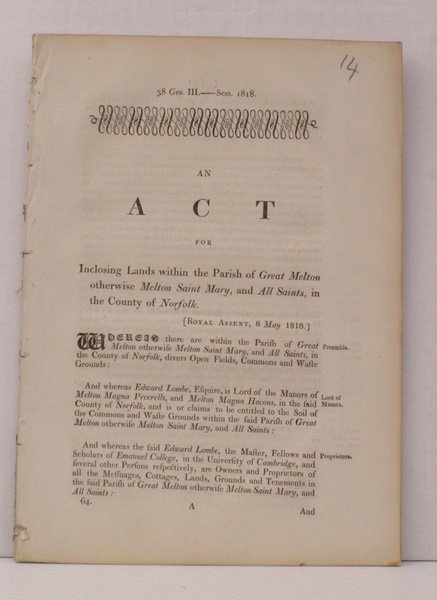 14
58 Geo. III.—Sess. 1818.
AN
ACT
FOR
Inclosing Lands within the Parish of Great Melton
otherwise Melton Saint Mary, and All Saints, in
the County of Norfolk.
[ROYAL ASSENT, 8 May 1818.]
WHEREAS there are within the Parish of Great Preamble.
Melton otherwise Melton Saint Mary, and All Saints, in
the County of Norfolk, divers Open Fields, Commons and Waste
Grounds:
And whereas Edward Lombe, Esquire, is Lord of the Manors of Lord of
Melton Magna Peverells, and Melton Magna Hacons, in the said Manors.
County of Norfolk, and is or claims to be entitled to the Soil of
the Commons and Waste Grounds within the said Parish of Great
Melton otherwise Melton Saint Mary, and All Saints:
And whereas the said Edward Lombe, the Master, Fellows and Proprietors.
Scholars of Emanuel College, in the University of Cambridge, and
several other Persons respectively, are Owners and Proprietors of
all the Messuages, Cottages, Lands, Grounds and Tenements in
the said Parish of Great Melton otherwise Melton Saint Mary, and
All Saints:
64. A And